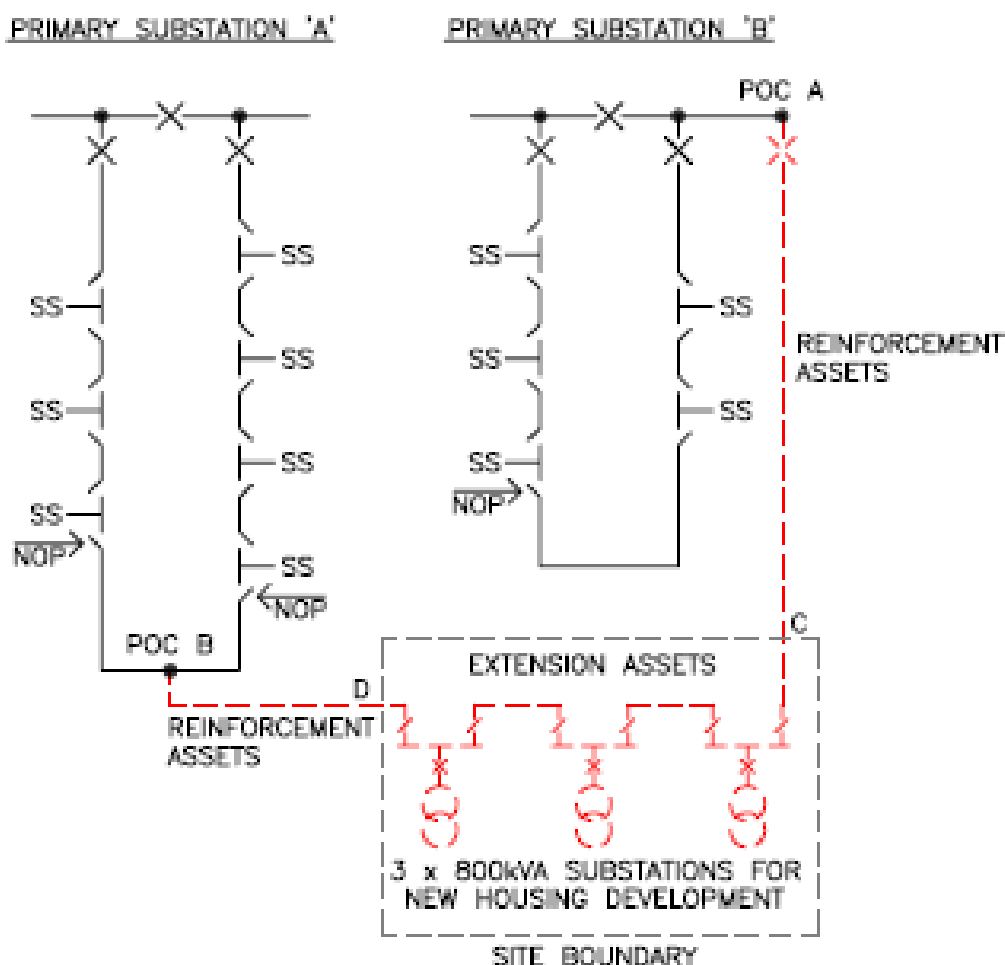 PRIMARY SUBSTATION 'A'
PRIMARY SUBSTATION 'B'
POC A
SS
SS
SS
SS
SS
REINFORCEMENT
ASSETS
SS
SS
SS
SS
SS
SS
NOP
SS
NOP
SS
NOP
C
POC B
EXTENSION ASSETS
D
REINFORCEMENT
ASSETS
3 x 800kVA SUBSTATIONS FOR
NEW HOUSING DEVELOPMENT
SITE BOUNDARY